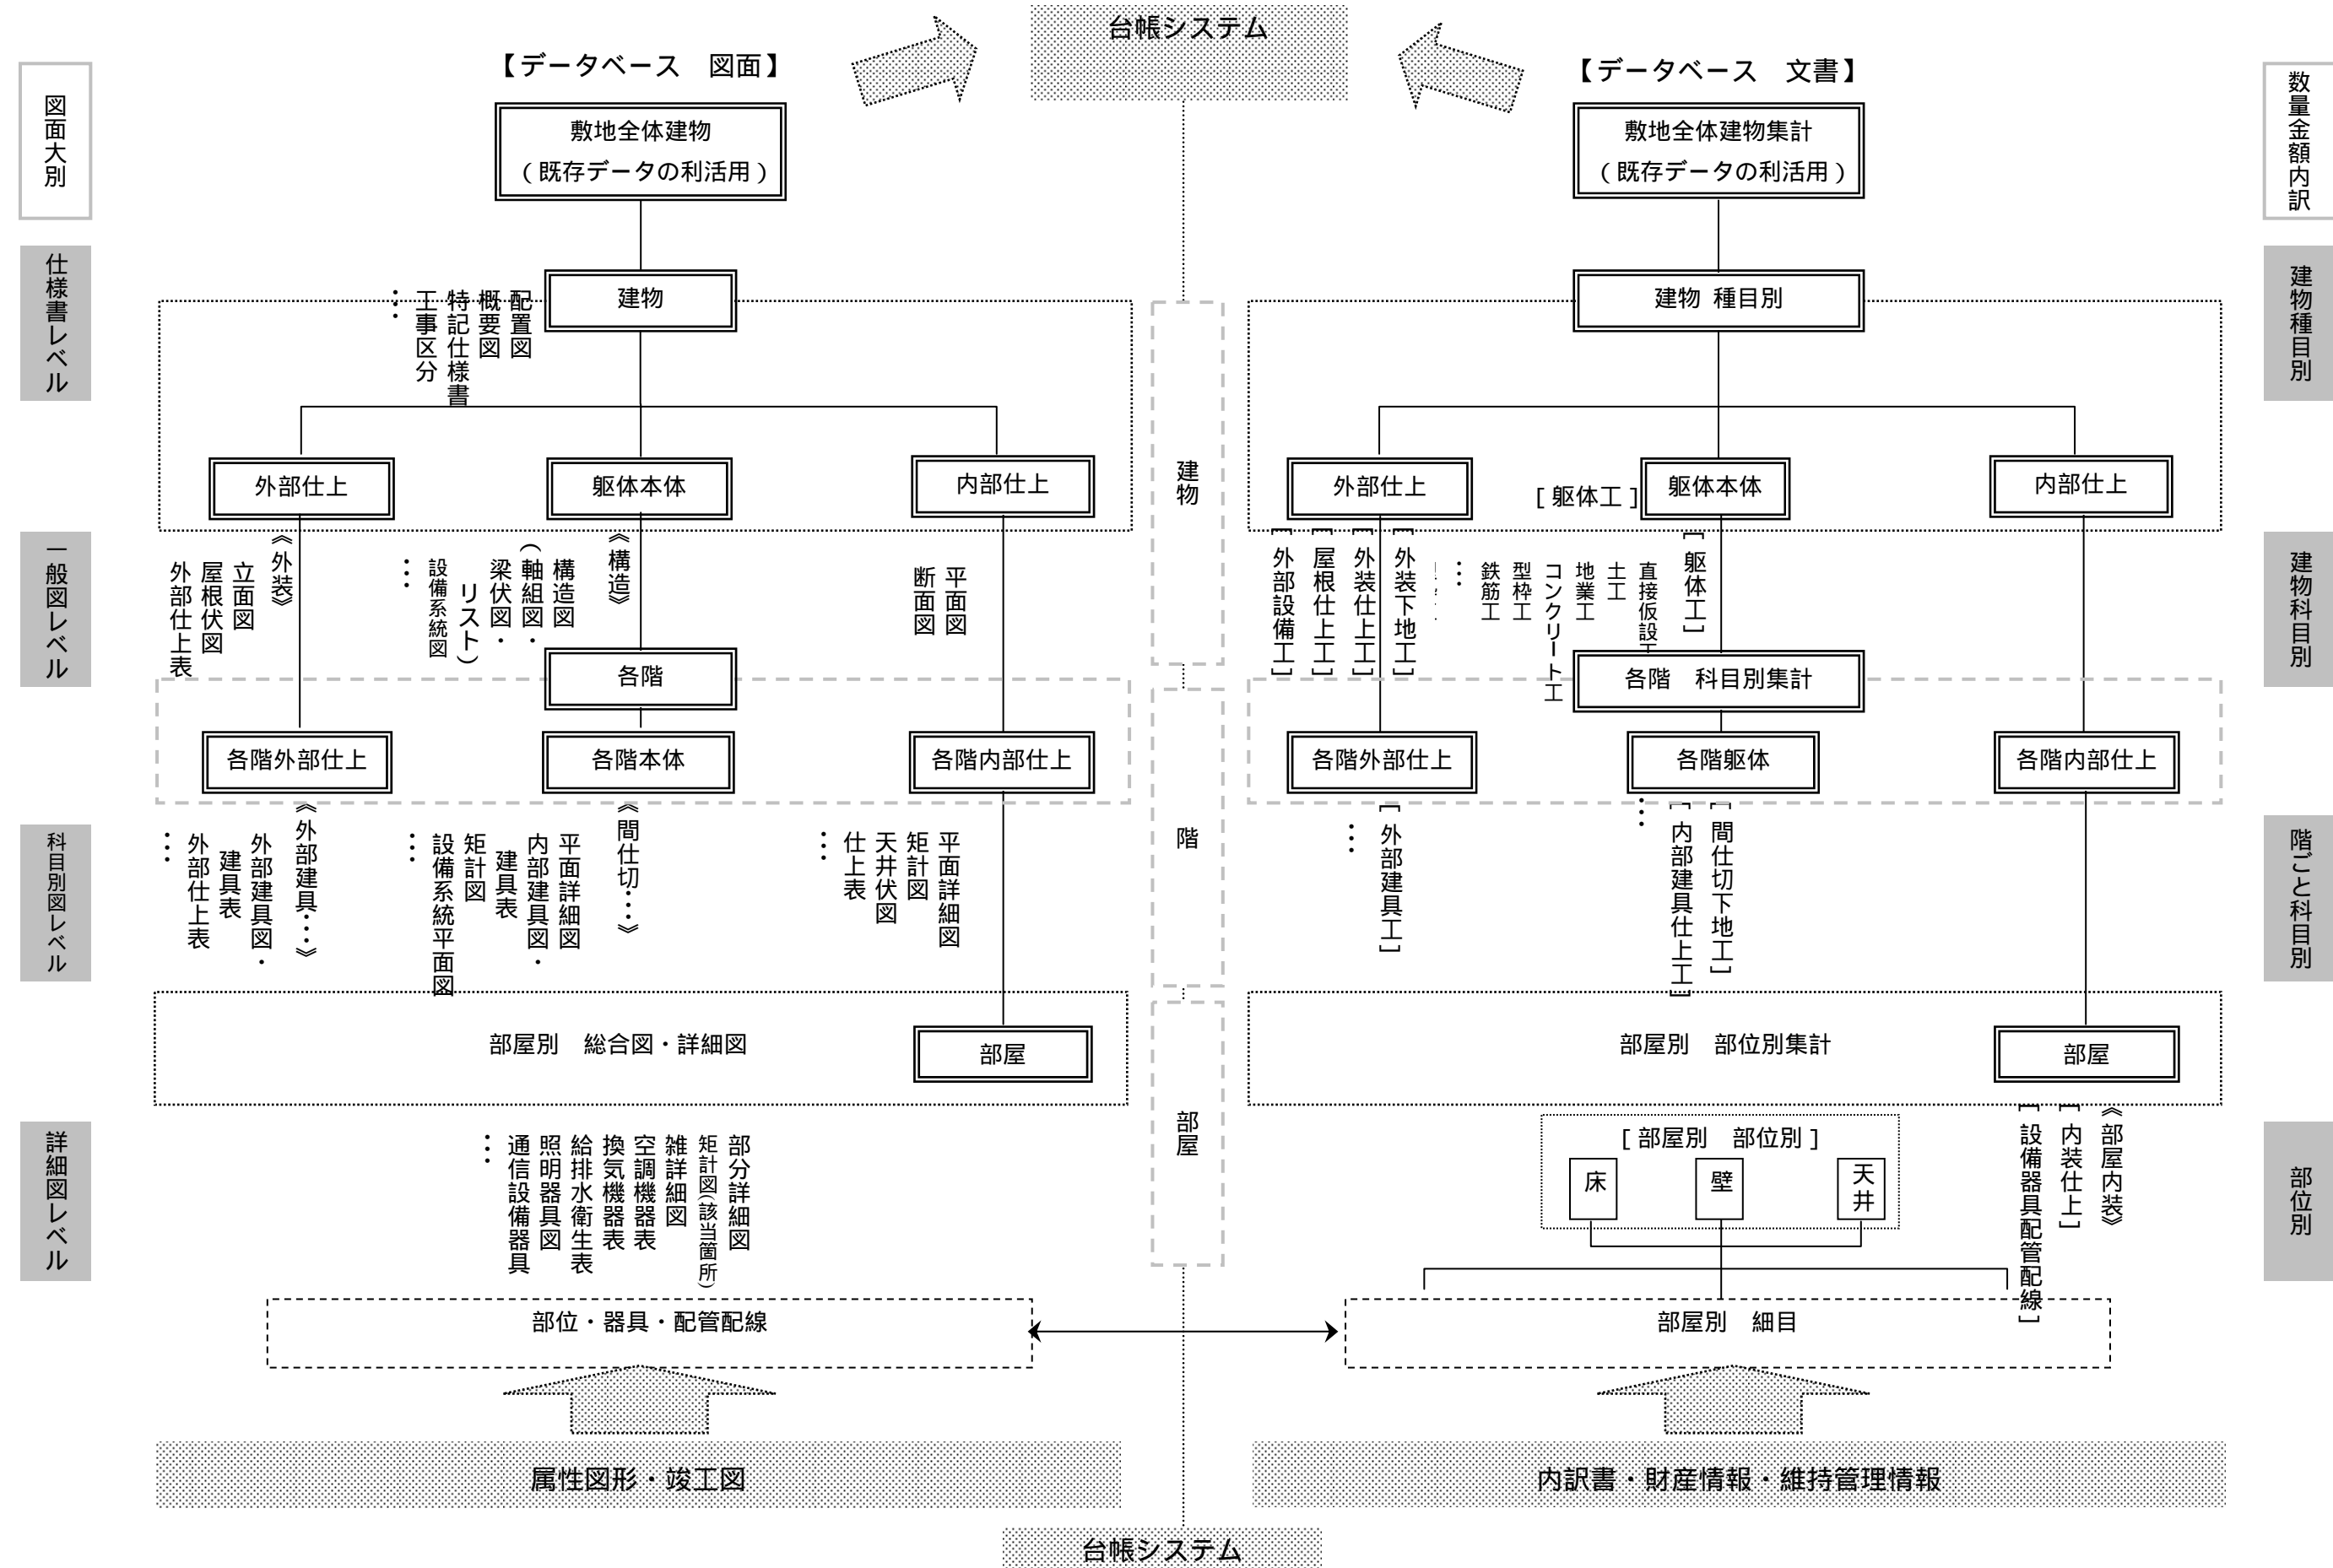 台帳システム
【データベース　図面】
【データベース　文書】
図面大別
数量金額内訳
敷地全体建物
（既存データの利活用）
敷地全体建物集計
（既存データの利活用）
仕様書レベル
建物
配置図
概要図
特記仕様書
工事区分
…
外部仕上
躯体本体
内部仕上
建物
建物 種目別
外部仕上
[ 躯体工 ]
躯体本体
内部仕上
建物種目別
一般図レベル
《外装》
立面図
屋根伏図
外部仕上表
《構造》
構造図
(軸組図・
梁伏図・
リスト)
設備系統図
…
平面図
断面図
各階
[外装下地工]
[外装仕上工]
[屋根仕上工]
[外部設備工]
[躯体工]
直接仮設工
土工
地業工
コンクリート工
型枠工
鉄筋工
…
各階　科目別集計
建物科目別
各階外部仕上
各階本体
各階内部仕上
階
各階外部仕上
各階躯体
各階内部仕上
科目別図レベル
《外部建具…》
外部建具図・
建具表
外部仕上表
…
《間仕切…》
平面詳細図
内部建具図・
建具表
矩計図
設備系統平面図
…
平面詳細図
矩計図
天井伏図
仕上表
…
[外部建具工]
…
[間仕切下地工]
[内部建具仕上工]
…
階ごと科目別
部屋別　総合図・詳細図
部屋
部屋
部屋別　部位別集計
部屋
詳細図レベル
部分詳細図
矩計図(該当箇所)
雑詳細図
空調機器表
換気機器表
給排水衛生表
照明器具図
通信設備器具
…
[ 部屋別　部位別 ]
床
壁
天井
《部屋内装》
[内装仕上]
[設備器具配管配線]
部位別
部位・器具・配管配線
部屋別　細目
属性図形・竣工図
内訳書・財産情報・維持管理情報
台帳システム